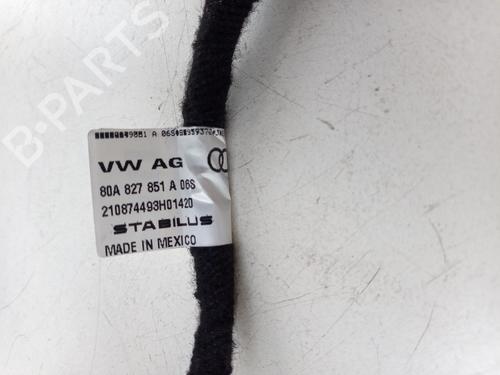 B-PARTS
VW AG
80A 827 851 A 06S
210874493H01420
STABILUS
MADE IN MEXICO